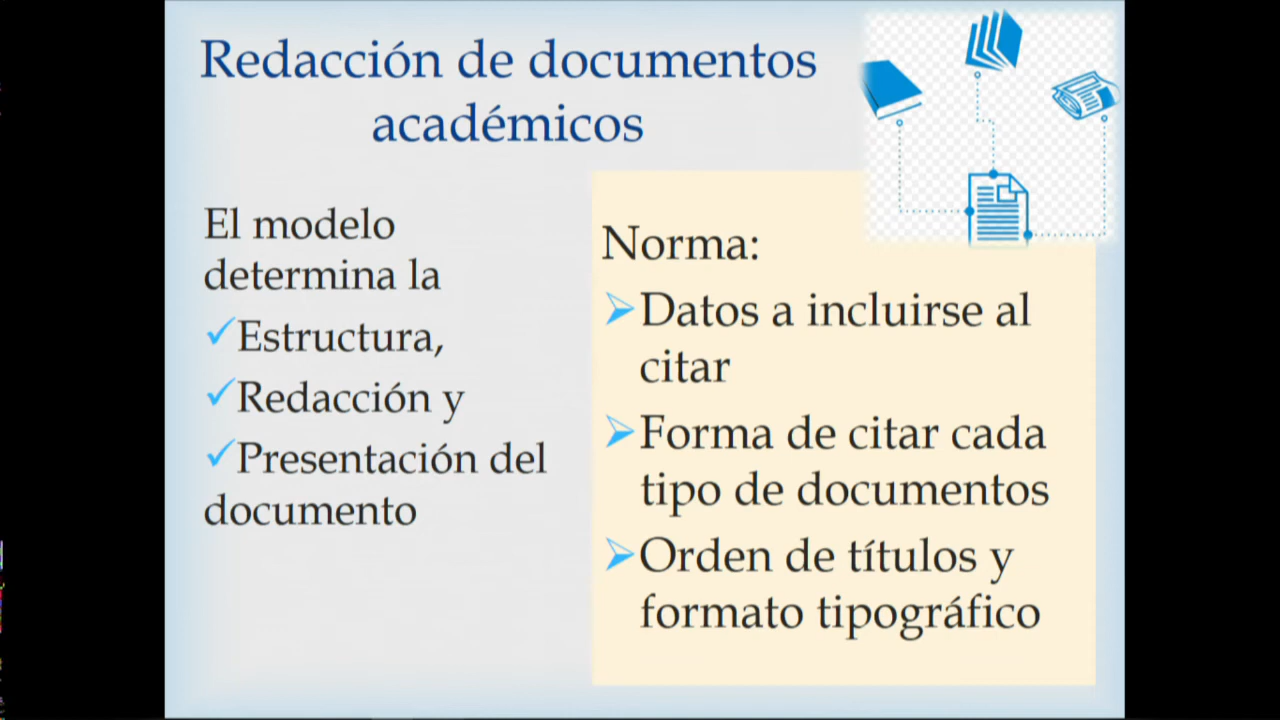 Redacción de documentos
académicos
El modelo
determina la
Estructura,
Redacción y
Presentación del
documento
Norma:
Datos a incluirse al
citar
Forma de citar cada
tipo de documentos
Orden de títulos y
formato tipográfico